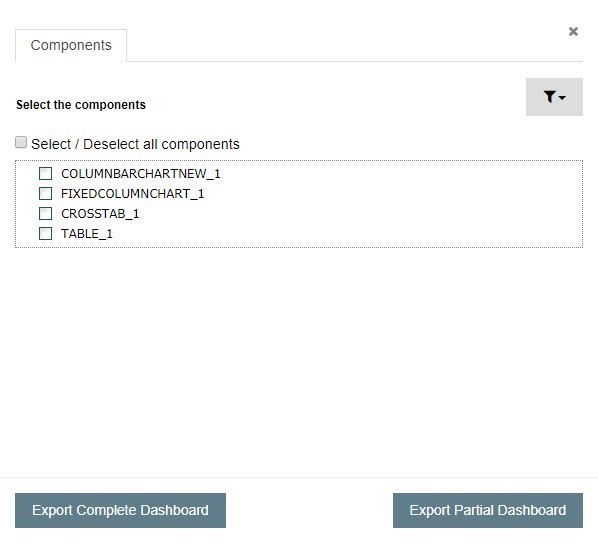 Components
Select the components
Select / Deselect all components
COLUMNBARCHARTNEW_1
FIXEDCOLUMNCHART_1
CROSSTAB_1
TABLE_1
Export Complete Dashboard
Export Partial Dashboard